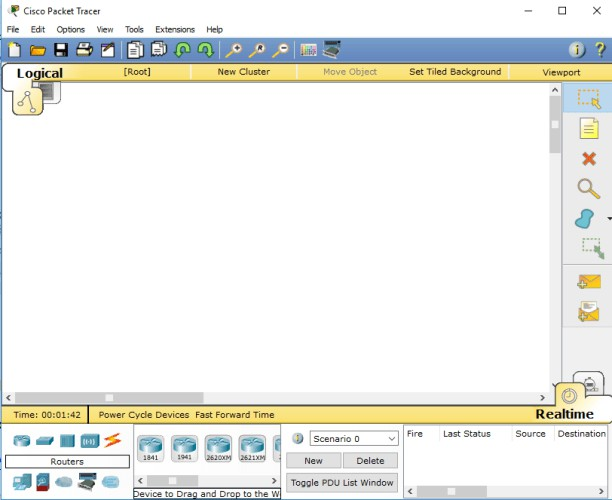 Cisco Packet Tracer
File Edit Options View Tools Extensions Help
Logical [Root] New Cluster Move Object Set Tiled Background Viewport
Time: 00:01:42 Power Cycle Devices Fast Forward Time Realtime
Routers
1841 1941 2620XM 2621XM
Device to Drag and Drop to the W
Scenario 0
New Delete
Toggle PDU List Window
Fire Last Status Source Destination